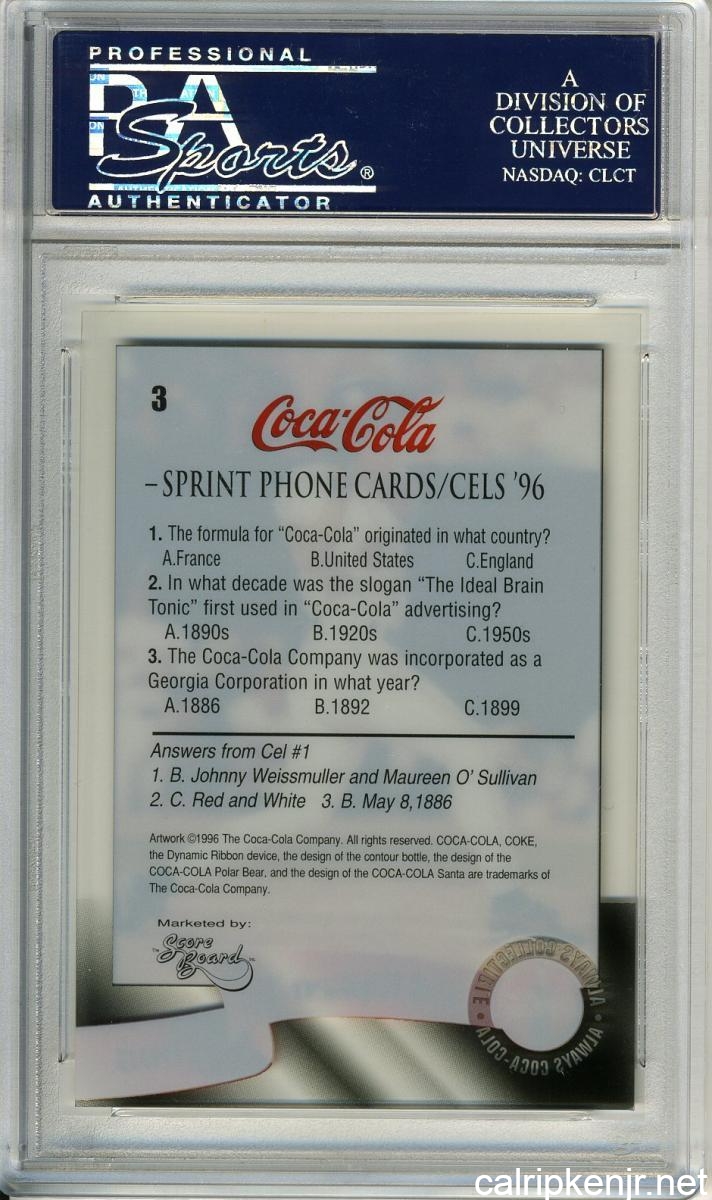 PROFESSIONAL
PSA
Sports®
AUTHENTICATOR
A
DIVISION OF
COLLECTORS
UNIVERSE
NASDAQ: CLCT
3
Coca-Cola
–SPRINT PHONE CARDS/CELS '96
1. The formula for “Coca-Cola” originated in what country?
A.France B.United States C.England
2. In what decade was the slogan “The Ideal Brain
Tonic” first used in “Coca-Cola” advertising?
A.1890s B.1920s C.1950s
3. The Coca-Cola Company was incorporated as a
Georgia Corporation in what year?
A.1886 B.1892 C.1899
Answers from Cel #1
1. B. Johnny Weissmuller and Maureen O' Sullivan
2. C. Red and White 3. B. May 8,1886
Artwork ©1996 The Coca-Cola Company. All rights reserved. COCA-COLA, COKE,
the Dynamic Ribbon device, the design of the contour bottle, the design of the
COCA-COLA Polar Bear, and the design of the COCA-COLA Santa are trademarks of
The Coca-Cola Company.
Marketed by:
Score
Board
ALWAYS COLLECTIBLE • ALWAYS COCA-COLA •
calripkenjr.net